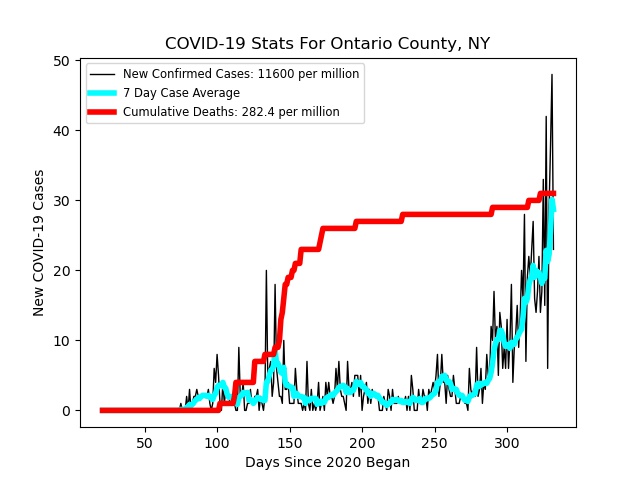 COVID-19 Stats For Ontario County, NY
New Confirmed Cases: 11600 per million
7 Day Case Average
Cumulative Deaths: 282.4 per million
New COVID-19 Cases
50
40
30
20
10
0
50 100 150 200 250 300
Days Since 2020 Began